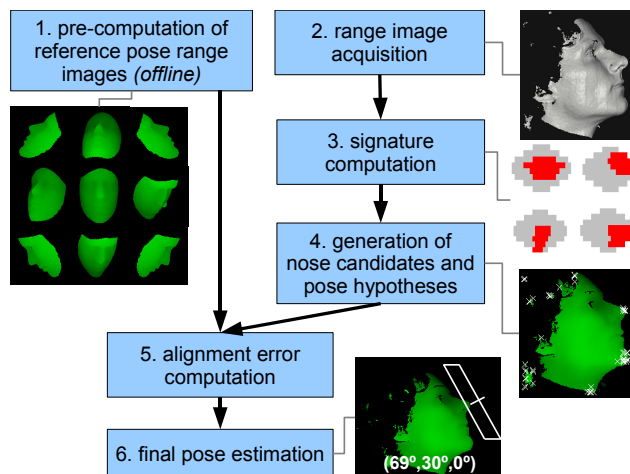 1. pre-computation of
reference pose range
images (offline)
2. range image
acquisition
3. signature
computation
4. generation of
nose candidates and
pose hypotheses
5. alignment error
computation
6. final pose estimation
(69º,30º,0º)